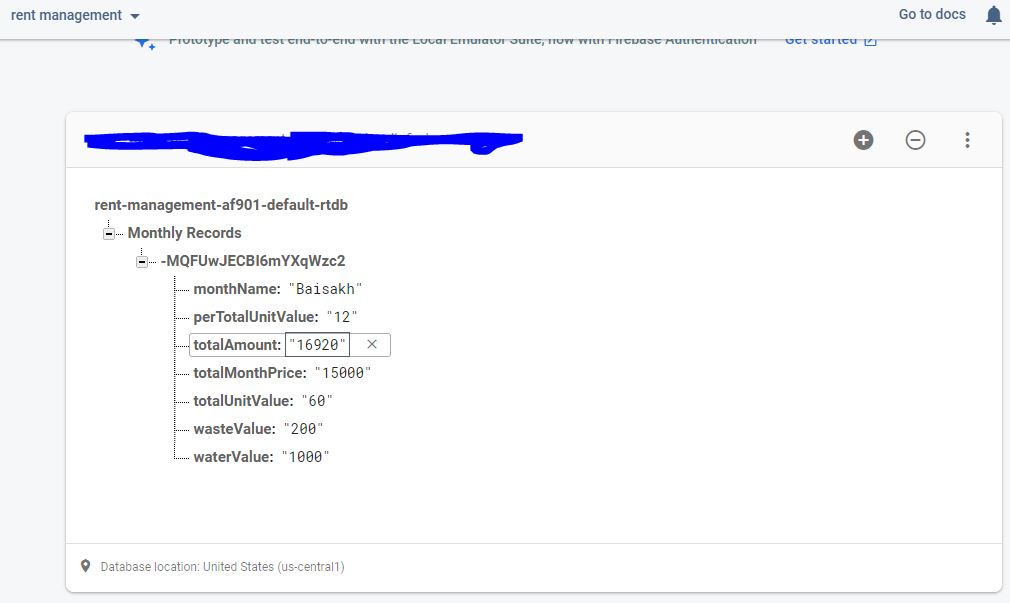 rent management
Go to docs
Prototype and test end-to-end with the Local Emulator Suite, now with Firebase Authentication Get started
rent-management-af901-default-rtdb
Monthly Records
-MQFUwJECBI6mYXqWzc2
monthName: "Baisakh"
perTotalUnitValue: "12"
totalAmount: "16920"
totalMonthPrice: "15000"
totalUnitValue: "60"
wasteValue: "200"
waterValue: "1000"
Database location: United States (us-central1)